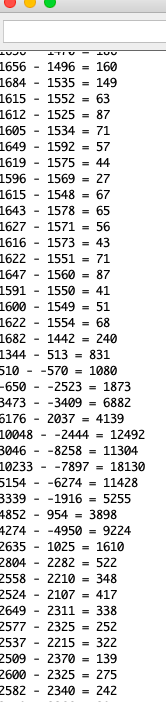 1656 - 1496 = 160
1684 - 1535 = 149
1615 - 1552 = 63
1612 - 1525 = 87
1605 - 1534 = 71
1649 - 1592 = 57
1619 - 1575 = 44
1596 - 1569 = 27
1615 - 1548 = 67
1643 - 1578 = 65
1627 - 1571 = 56
1616 - 1573 = 43
1622 - 1551 = 71
1647 - 1560 = 87
1591 - 1550 = 41
1600 - 1549 = 51
1622 - 1554 = 68
1682 - 1442 = 240
1344 - 513 = 831
510 - -570 = 1080
-650 - -2523 = 1873
3473 - -3409 = 6882
6176 - 2037 = 4139
10048 - -2444 = 12492
3046 - -8258 = 11304
10233 - -7897 = 18130
5154 - -6274 = 11428
3339 - -1916 = 5255
4852 - 954 = 3898
4274 - -4950 = 9224
2635 - 1025 = 1610
2804 - 2282 = 522
2558 - 2210 = 348
2524 - 2107 = 417
2649 - 2311 = 338
2577 - 2325 = 252
2537 - 2215 = 322
2509 - 2370 = 139
2600 - 2325 = 275
2582 - 2340 = 242